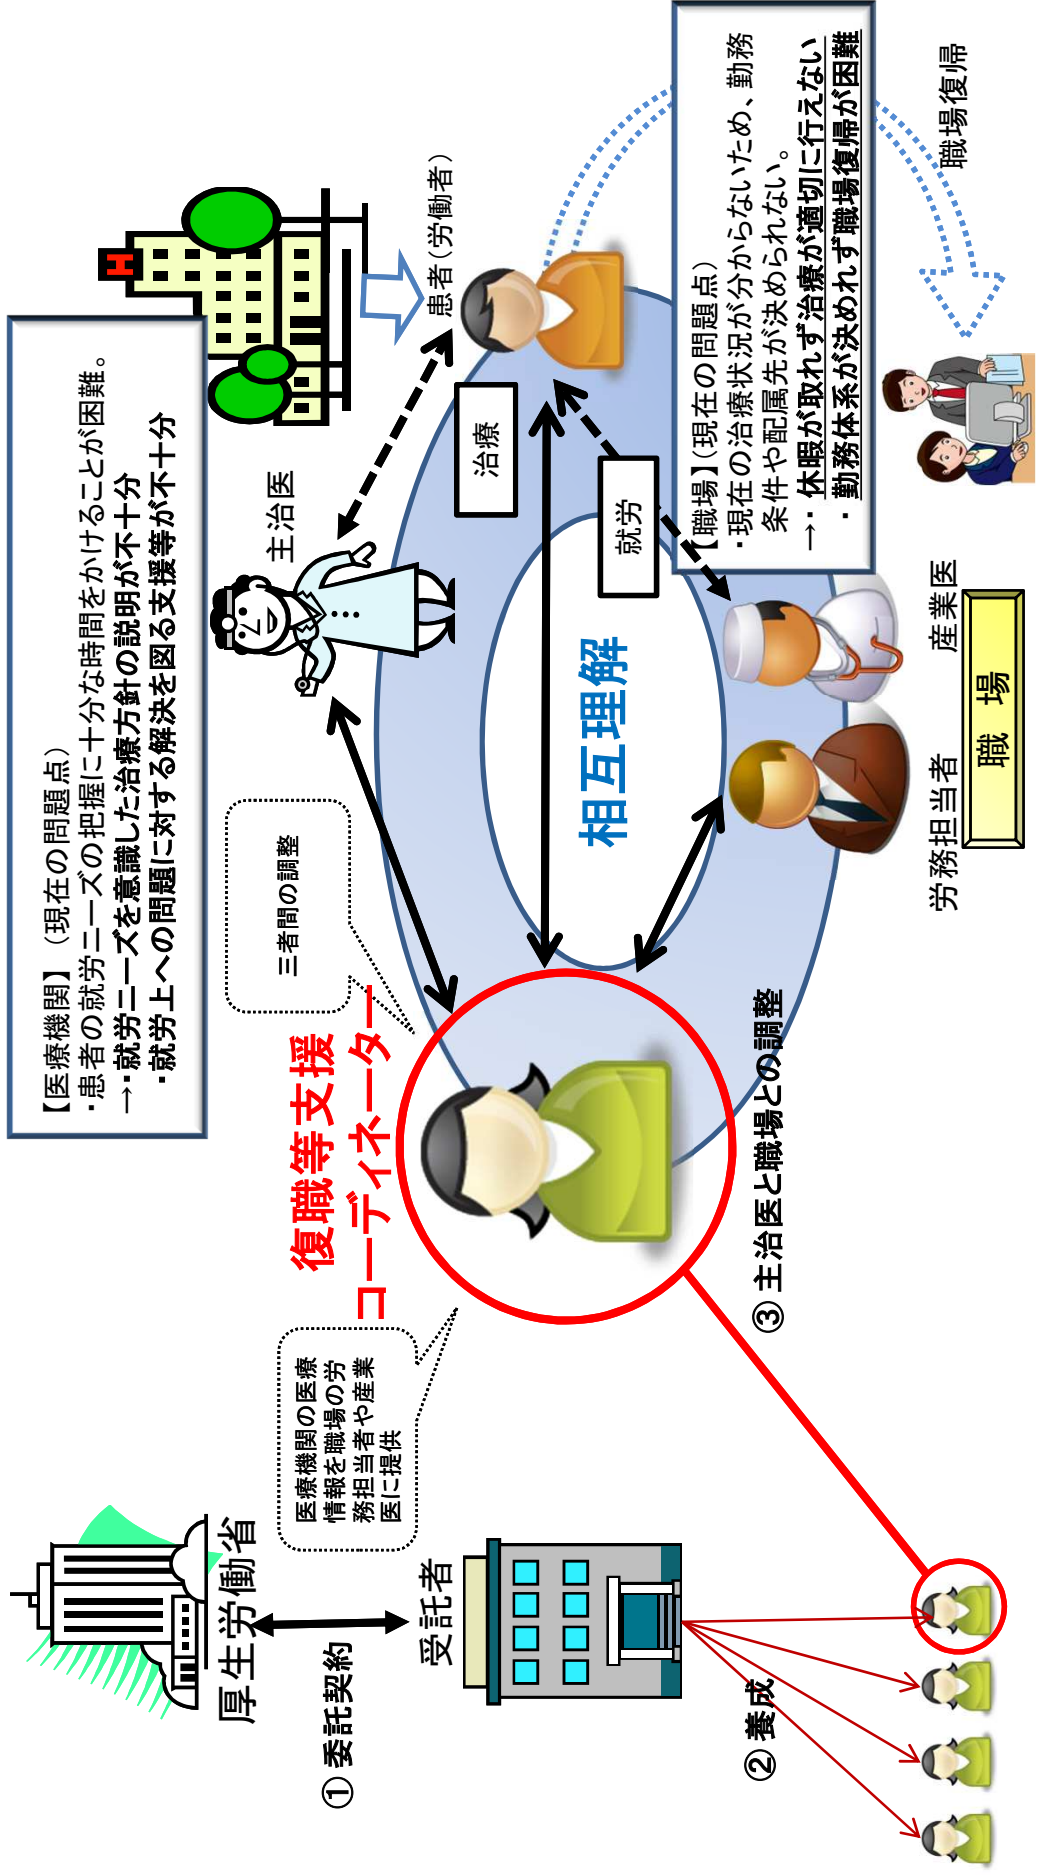 【医療機関】（現在の問題点）
・患者の就労ニーズの把握に十分な時間をかけることが困難。
→・就労ニーズを意識した治療方針の説明が不十分
・就労上への問題に対する解決を図る支援等が不十分
厚生労働省
① 委託契約
受託者
② 養成
医療機関の医療
情報を職場の労
務担当者や産業
医に提供
復職等支援
コーディネーター
三者間の調整
③ 主治医と職場との調整
主治医
患者（労働者）
治療
就労
相互理解
【職場】（現在の問題点）
・現在の治療状況が分からないため、勤務
条件や配属先が決められない。
→・休暇が取れず治療が適切に行えない
・勤務体系が決めれず職場復帰が困難
労務担当者
産業医
職 場
職場復帰
H